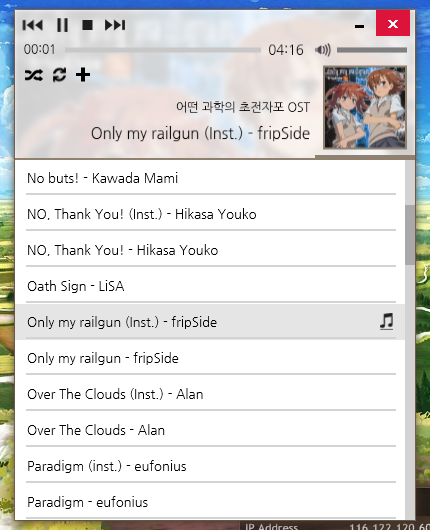 00:01
04:16
어떤 과학의 초전자포 OST
Only my railgun (Inst.) - fripSide
No buts! - Kawada Mami
NO, Thank You! (Inst.) - Hikasa Youko
NO, Thank You! - Hikasa Youko
Oath Sign - LiSA
Only my railgun (Inst.) - fripSide
Only my railgun - fripSide
Over The Clouds (Inst.) - Alan
Over The Clouds - Alan
Paradigm (inst.) - eufonius
Paradigm - eufonius
IP Address 116.122.120.60